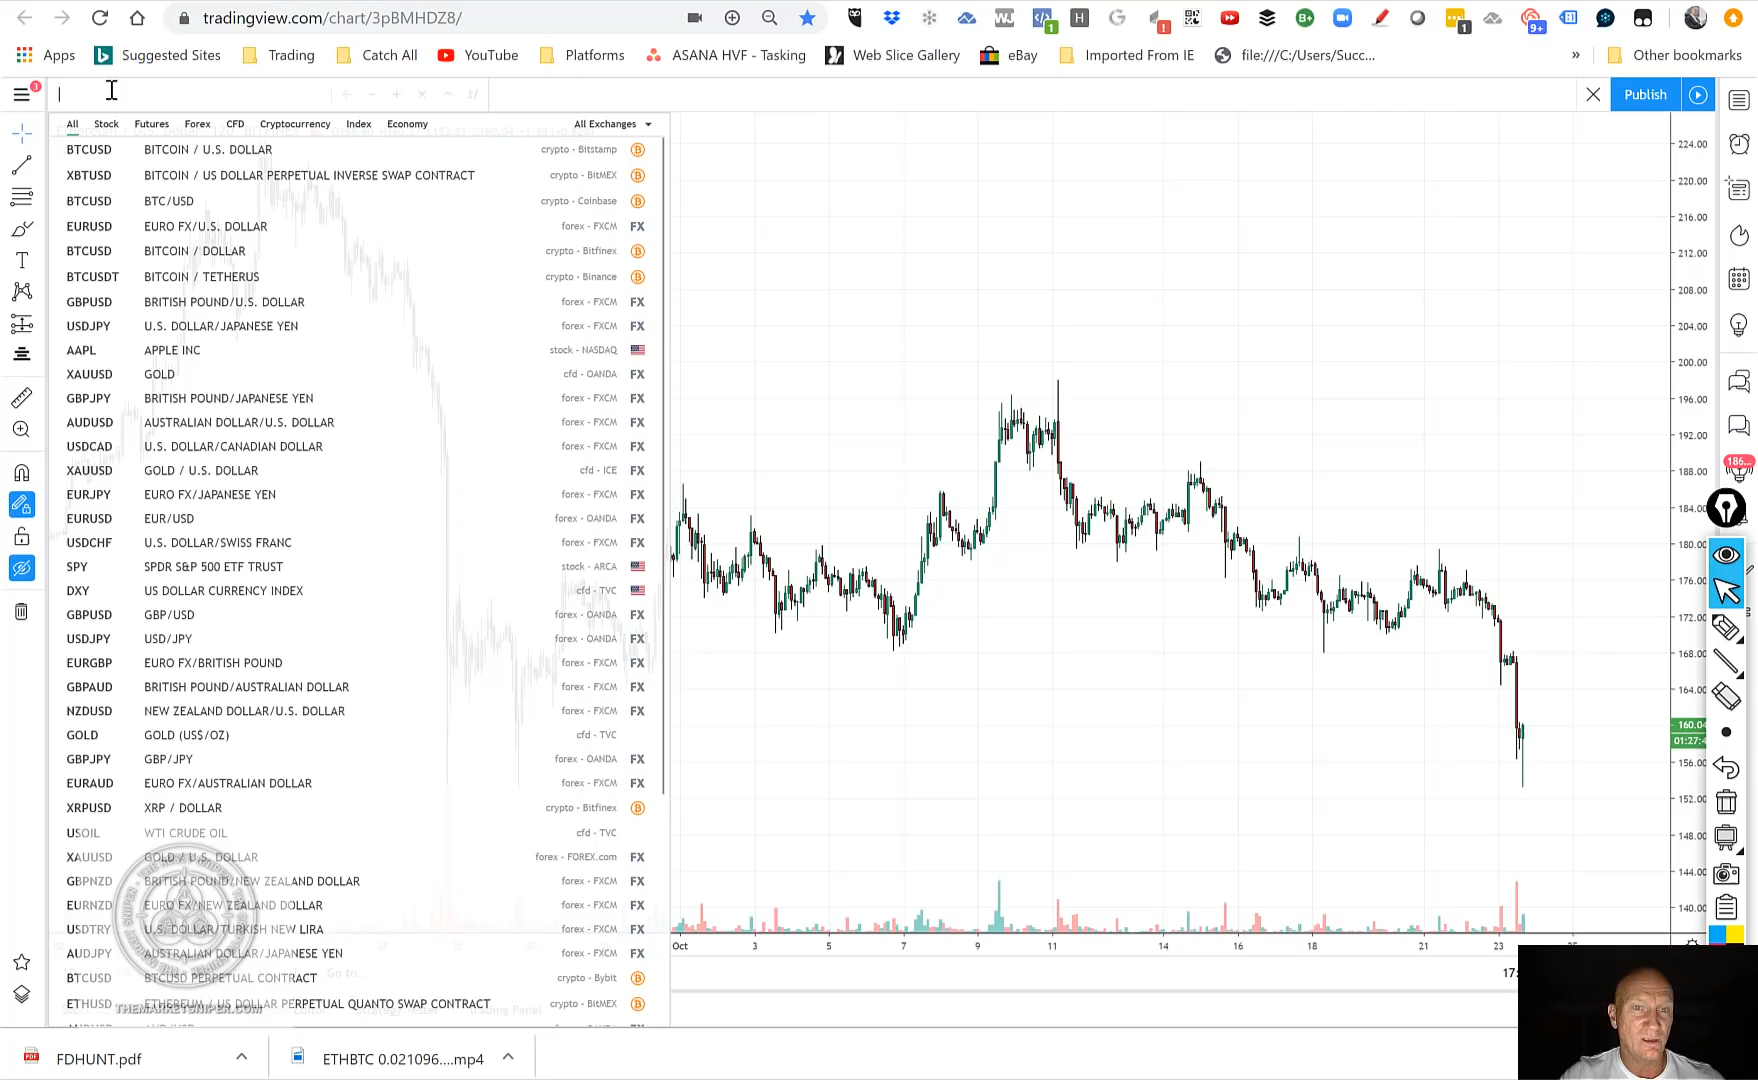 tradingview.com/chart/3pBMHDZ8/
Apps Suggested Sites Trading Catch All YouTube Platforms ASANA HVF - Tasking Web Slice Gallery eBay Imported From IE file:///C:/Users/Succ... » Other bookmarks
Publish
All Stock Futures Forex CFD Cryptocurrency Index Economy All Exchanges
BTCUSD BITCOIN / U.S. DOLLAR crypto - Bitstamp
XBTUSD BITCOIN / US DOLLAR PERPETUAL INVERSE SWAP CONTRACT crypto - BitMEX
BTCUSD BTC/USD crypto - Coinbase
EURUSD EURO FX/U.S. DOLLAR forex - FXCM FX
BTCUSD BITCOIN / DOLLAR crypto - Bitfinex
BTCUSDT BITCOIN / TETHERUS crypto - Binance
GBPUSD BRITISH POUND/U.S. DOLLAR forex - FXCM FX
USDJPY U.S. DOLLAR/JAPANESE YEN forex - FXCM FX
AAPL APPLE INC stock - NASDAQ
XAUUSD GOLD cfd - OANDA FX
GBPJPY BRITISH POUND/JAPANESE YEN forex - FXCM FX
AUDUSD AUSTRALIAN DOLLAR/U.S. DOLLAR forex - FXCM FX
USDCAD U.S. DOLLAR/CANADIAN DOLLAR forex - FXCM FX
XAUUSD GOLD / U.S. DOLLAR cfd - ICE FX
EURJPY EURO FX/JAPANESE YEN forex - FXCM FX
EURUSD EUR/USD forex - OANDA FX
USDCHF U.S. DOLLAR/SWISS FRANC forex - FXCM FX
SPY SPDR S&P 500 ETF TRUST stock - ARCA
DXY US DOLLAR CURRENCY INDEX cfd - TVC
GBPUSD GBP/USD forex - OANDA FX
USDJPY USD/JPY forex - OANDA FX
EURGBP EURO FX/BRITISH POUND forex - FXCM FX
GBPAUD BRITISH POUND/AUSTRALIAN DOLLAR forex - FXCM FX
NZDUSD NEW ZEALAND DOLLAR/U.S. DOLLAR forex - FXCM FX
GOLD GOLD (US$/OZ) cfd - TVC
GBPJPY GBP/JPY forex - OANDA FX
EURAUD EURO FX/AUSTRALIAN DOLLAR forex - FXCM FX
XRPUSD XRP / DOLLAR crypto - Bitfinex
USOIL WTI CRUDE OIL cfd - TVC
XAUUSD GOLD / U.S. DOLLAR forex - FOREX.com FX
GBPNZD BRITISH POUND/NEW ZEALAND DOLLAR forex - FXCM FX
EURNZD EURO FX/NEW ZEALAND DOLLAR forex - FXCM FX
USDTRY U.S. DOLLAR/TURKISH NEW LIRA forex - FXCM FX
AUDJPY AUSTRALIAN DOLLAR/JAPANESE YEN forex - FXCM FX
BTCUSD BTCUSD PERPETUAL CONTRACT crypto - Bybit
ETHUSD ETHEREUM / US DOLLAR PERPETUAL QUANTO SWAP CONTRACT crypto - BitMEX
THEMARKETSNIPER.COM
224.00
220.00
216.00
212.00
208.00
204.00
200.00
196.00
192.00
188.00
184.00
180.00
176.00
172.00
168.00
164.00
160.04
01:27:4
156.00
152.00
148.00
144.00
140.00
Oct 3 5 7 9 11 14 16 18 21 23
17:
186...
FDHUNT.pdf ETHBTC 0.021096....mp4